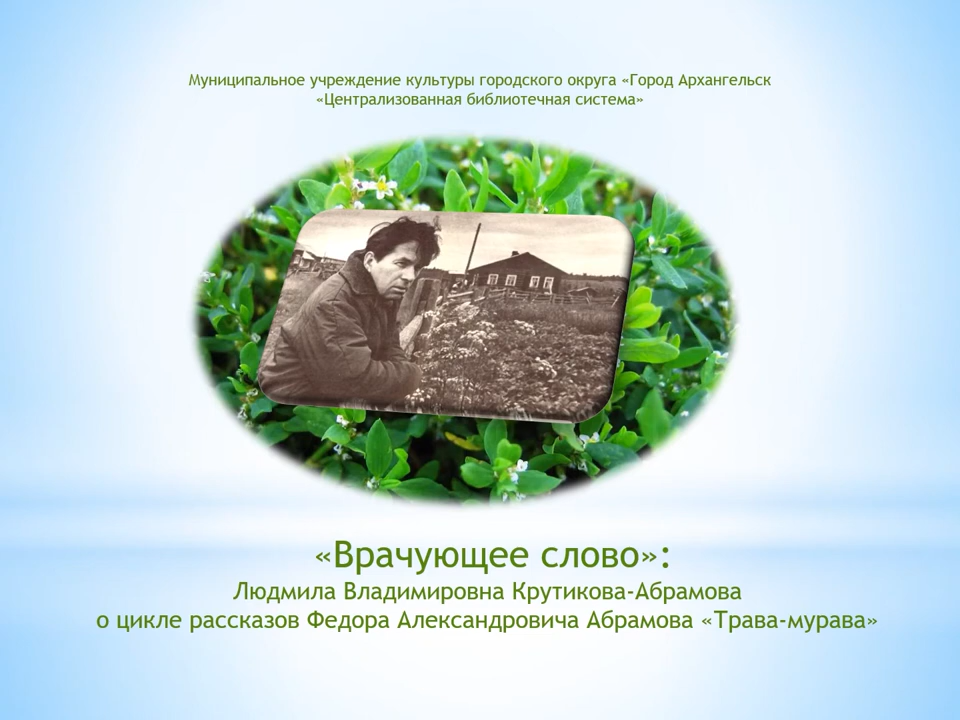 Муниципальное учреждение культуры городского округа «Город Архангельск
«Централизованная библиотечная система»
«Врачующее слово»:
Людмила Владимировна Крутикова-Абрамова
о цикле рассказов Федора Александровича Абрамова «Трава-мурава»